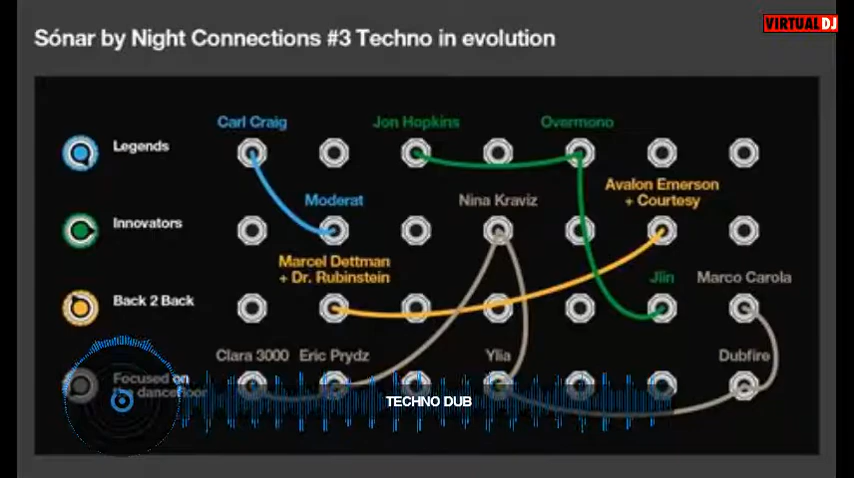 Sónar by Night Connections #3 Techno in evolution
VIRTUAL DJ
Carl Craig
Jon Hopkins
Overmono
Legends
Avalon Emerson
+ Courtesy
Moderat
Nina Kraviz
Innovators
Marcel Dettman
+ Dr. Rubinstein
Jlin
Marco Carola
Back 2 Back
Clara 3000
Eric Prydz
Ylia
Dubfire
Focused on
the dancefloor
TECHNO DUB